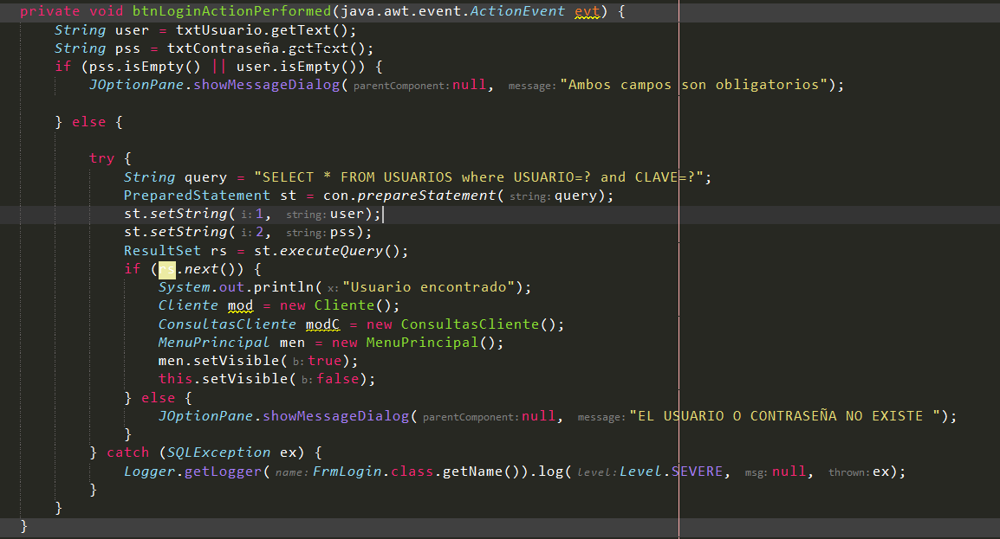 private void btnLoginActionPerformed(java.awt.event.ActionEvent evt) {
String user = txtUsuario.getText();
String pss = txtContraseña.getText();
if (pss.isEmpty() || user.isEmpty()) {
JOptionPane.showMessageDialog( parentComponent: null, message: "Ambos campos son obligatorios");
} else {
try {
String query = "SELECT * FROM USUARIOS where USUARIO=? and CLAVE=?";
PreparedStatement st = con.prepareStatement( string: query);
st.setString( i: 1, string: user);
st.setString( i: 2, string: pss);
ResultSet rs = st.executeQuery();
if (rs.next()) {
System.out.println( x: "Usuario encontrado");
Cliente mod = new Cliente();
ConsultasCliente modC = new ConsultasCliente();
MenuPrincipal men = new MenuPrincipal();
men.setVisible( b: true);
this.setVisible( b: false);
} else {
JOptionPane.showMessageDialog( parentComponent: null, message: "EL USUARIO O CONTRASEÑA NO EXISTE ");
}
} catch (SQLException ex) {
Logger.getLogger( name: FrmLogin.class.getName()).log( level: Level.SEVERE, msg: null, thrown: ex);
}
}
}